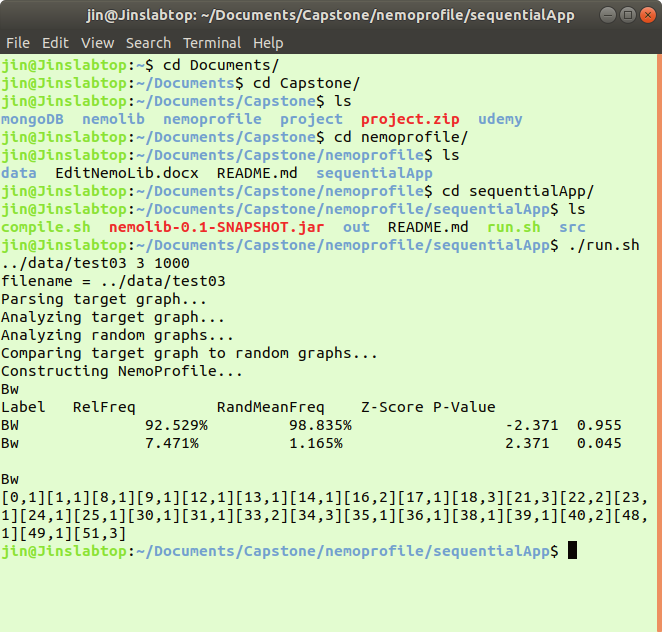 jin@Jinslabtop: ~/Documents/Capstone/nemoprofile/sequentialApp
File Edit View Search Terminal Help
jin@Jinslabtop:~$ cd Documents/
jin@Jinslabtop:~/Documents$ cd Capstone/
jin@Jinslabtop:~/Documents/Capstone$ ls
mongoDB nemolib nemoprofile project project.zip udemy
jin@Jinslabtop:~/Documents/Capstone$ cd nemoprofile/
jin@Jinslabtop:~/Documents/Capstone/nemoprofile$ ls
data EditNemoLib.docx README.md sequentialApp
jin@Jinslabtop:~/Documents/Capstone/nemoprofile$ cd sequentialApp/
jin@Jinslabtop:~/Documents/Capstone/nemoprofile/sequentialApp$ ls
compile.sh nemolib-0.1-SNAPSHOT.jar out README.md run.sh src
jin@Jinslabtop:~/Documents/Capstone/nemoprofile/sequentialApp$ ./run.sh
../data/test03 3 1000
filename = ../data/test03
Parsing target graph...
Analyzing target graph...
Analyzing random graphs...
Comparing target graph to random graphs...
Constructing NemoProfile...
Bw
Label RelFreq RandMeanFreq Z-Score P-Value
BW 92.529% 98.835% -2.371 0.955
Bw 7.471% 1.165% 2.371 0.045
Bw
[0,1][1,1][8,1][9,1][12,1][13,1][14,1][16,2][17,1][18,3][21,3][22,2][23,
1][24,1][25,1][30,1][31,1][33,2][34,3][35,1][36,1][38,1][39,1][40,2][48,
1][49,1][51,3]
jin@Jinslabtop:~/Documents/Capstone/nemoprofile/sequentialApp$